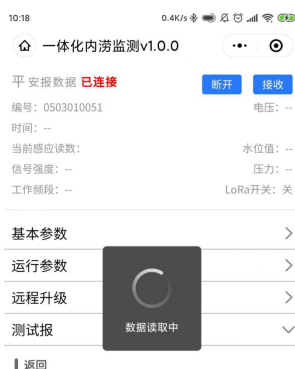 10:18 0.4K/s
一体化内涝监测v1.0.0
平安报数据 已连接 断开 接收
编号：0503010051 电压：--
时间：--
当前感应读数： 水位值：--
信号强度：-- 压力：--
工作频段：-- LoRa开关：关
基本参数
运行参数
远程升级
测试报
数据读取中
返回